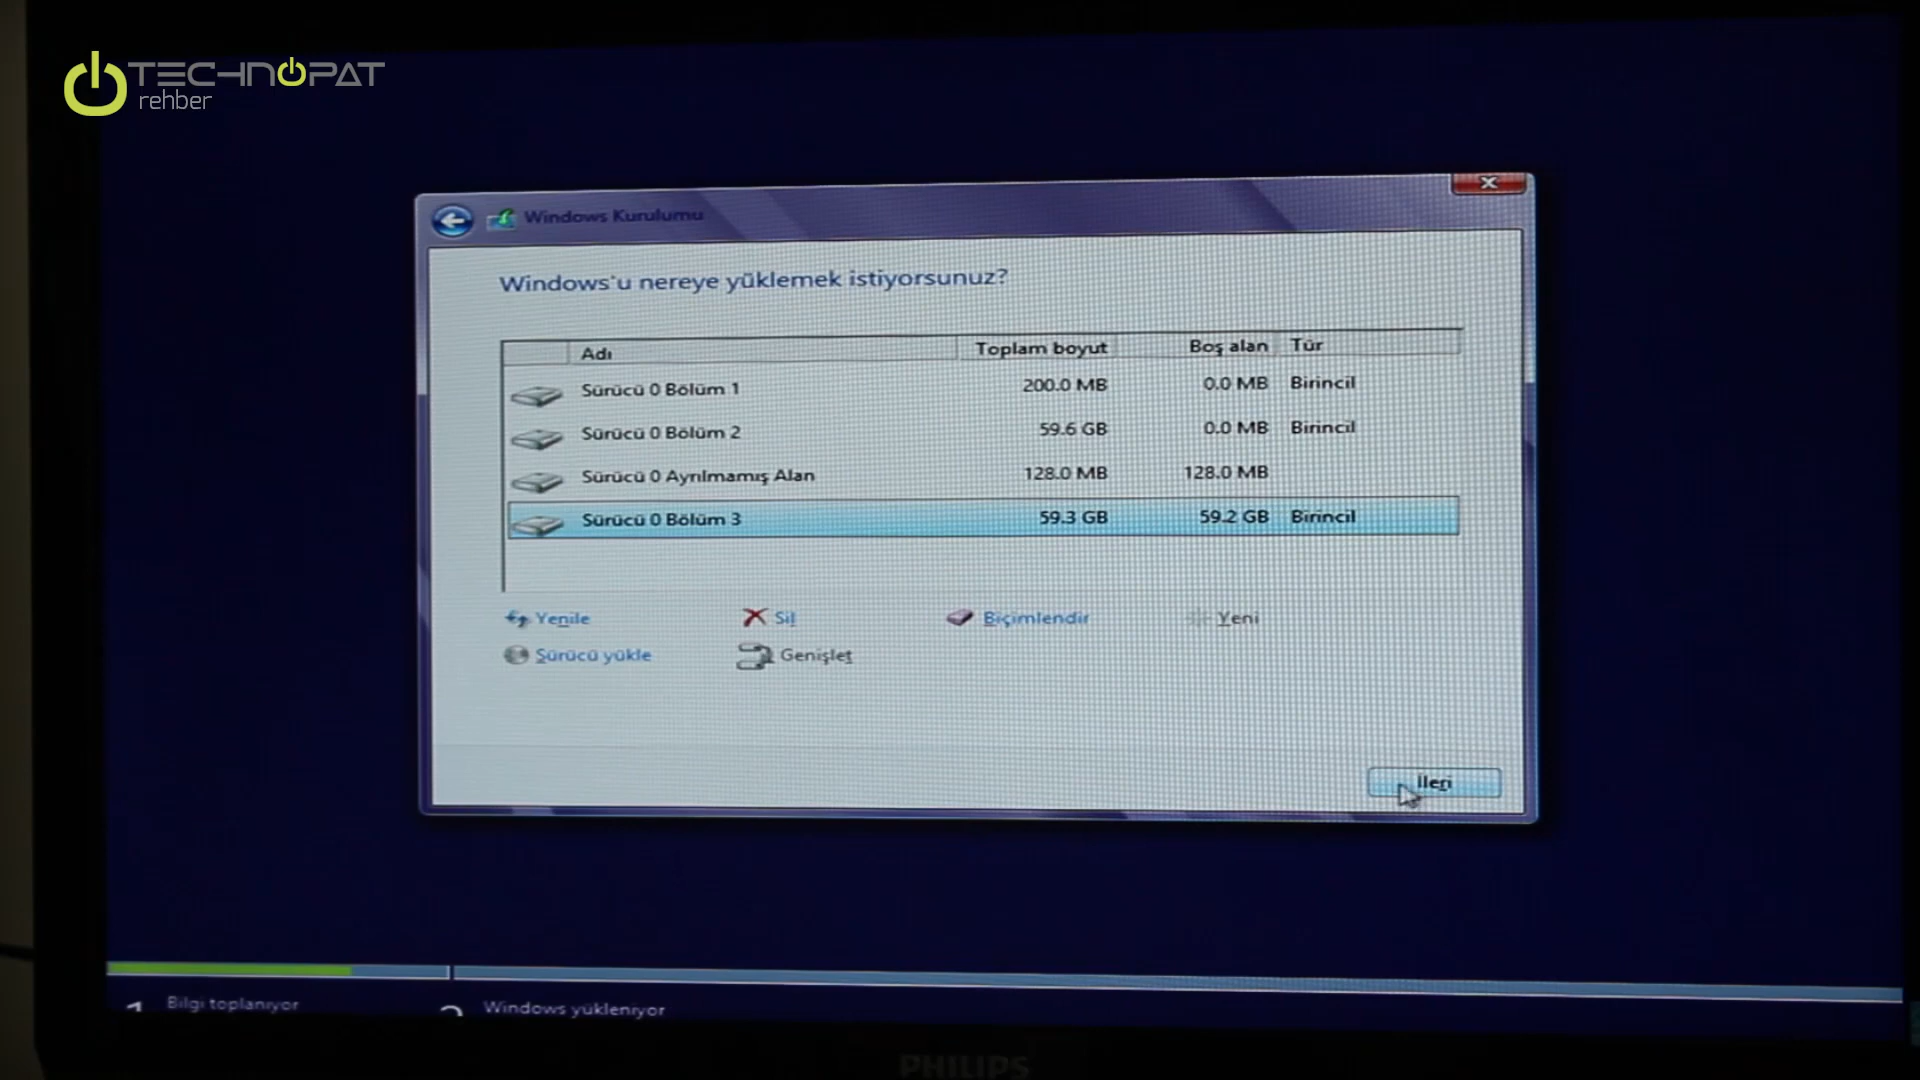 TECHNOPAT
rehber
Windows Kurulumu
Windows'u nereye yüklemek istiyorsunuz?
Adı Toplam boyut Boş alan Tür
Sürücü 0 Bölüm 1 200.0 MB 0.0 MB Birincil
Sürücü 0 Bölüm 2 59.6 GB 0.0 MB Birincil
Sürücü 0 Ayrılmamış Alan 128.0 MB 128.0 MB
Sürücü 0 Bölüm 3 59.3 GB 59.2 GB Birincil
Yenile Sil Biçimlendir Yeni
Sürücü yükle Genişlet
İleri
1 Bilgi toplanıyor 2 Windows yükleniyor
PHILIPS